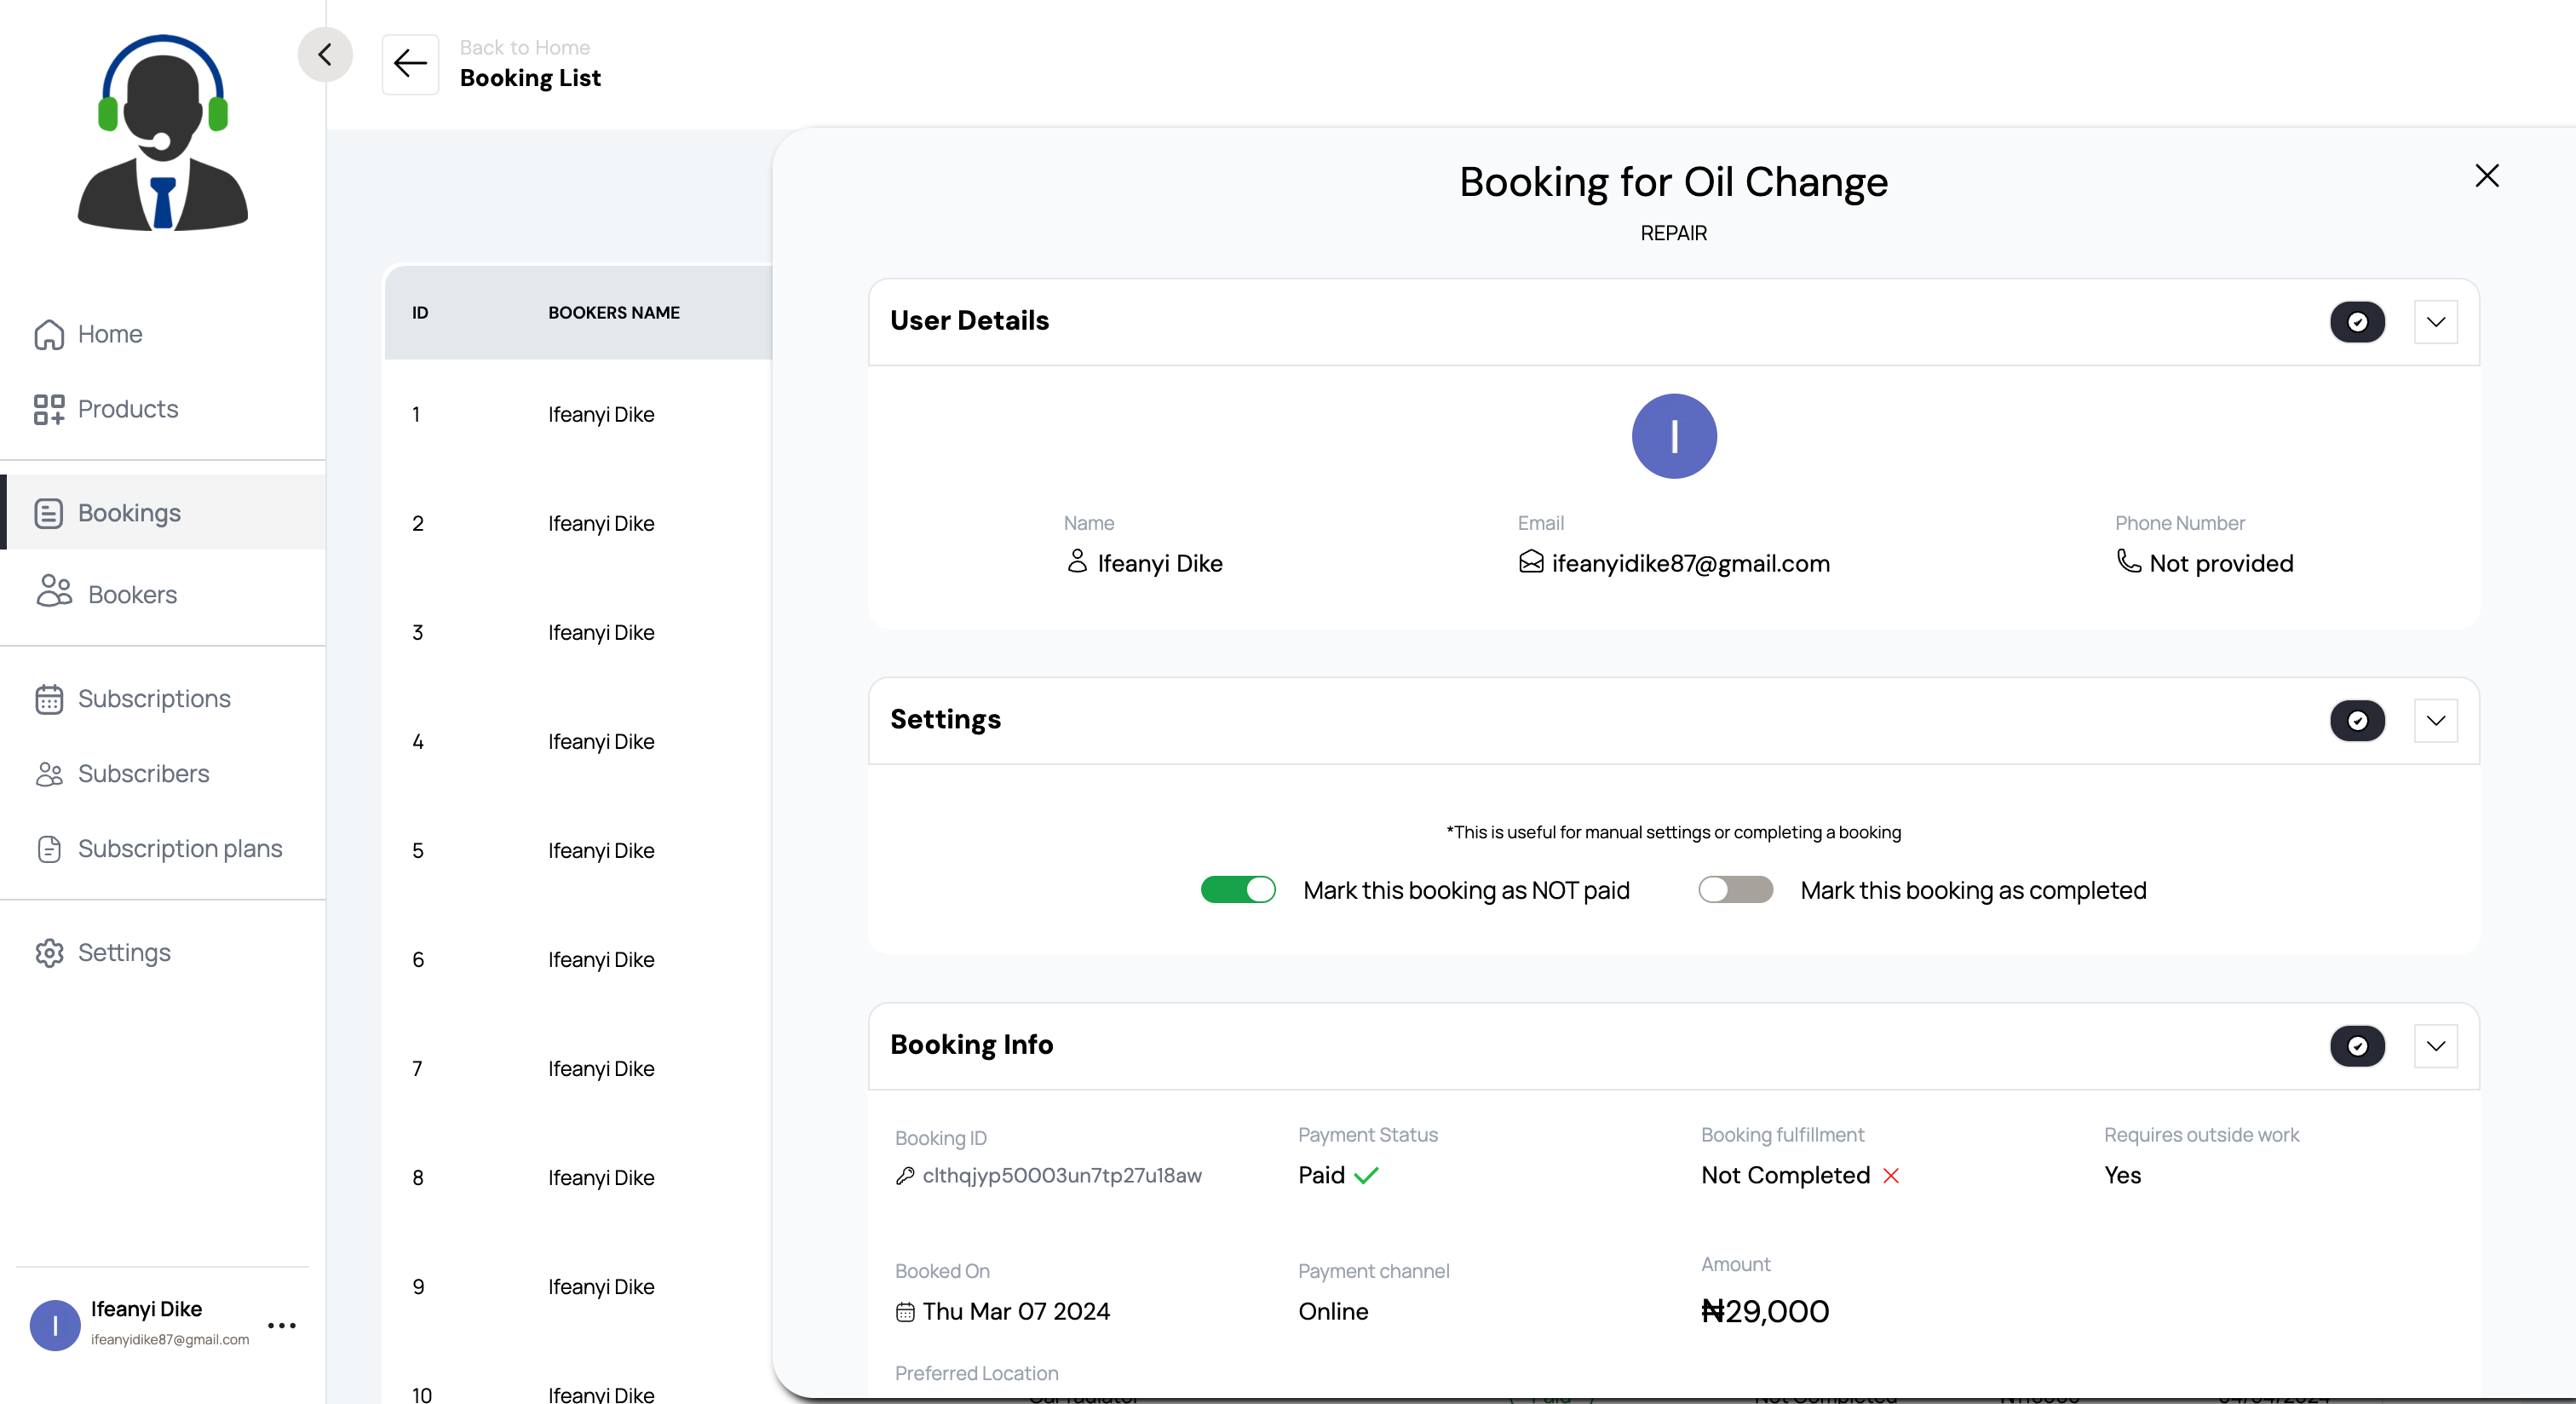 Back to Home
Booking List
Home
Products
Bookings
Bookers
Subscriptions
Subscribers
Subscription plans
Settings
I
Ifeanyi Dike
ifeanyidike87@gmail.com
ID BOOKERS NAME
1 Ifeanyi Dike
2 Ifeanyi Dike
3 Ifeanyi Dike
4 Ifeanyi Dike
5 Ifeanyi Dike
6 Ifeanyi Dike
7 Ifeanyi Dike
8 Ifeanyi Dike
9 Ifeanyi Dike
10 Ifeanyi Dike
Booking for Oil Change
REPAIR
User Details
I
Name Email Phone Number
Ifeanyi Dike ifeanyidike87@gmail.com Not provided
Settings
*This is useful for manual settings or completing a booking
Mark this booking as NOT paid Mark this booking as completed
Booking Info
Booking ID Payment Status Booking fulfillment Requires outside work
clthqjyp50003un7tp27u18aw Paid Not Completed Yes
Booked On Payment channel Amount
Thu Mar 07 2024 Online ₦29,000
Preferred Location